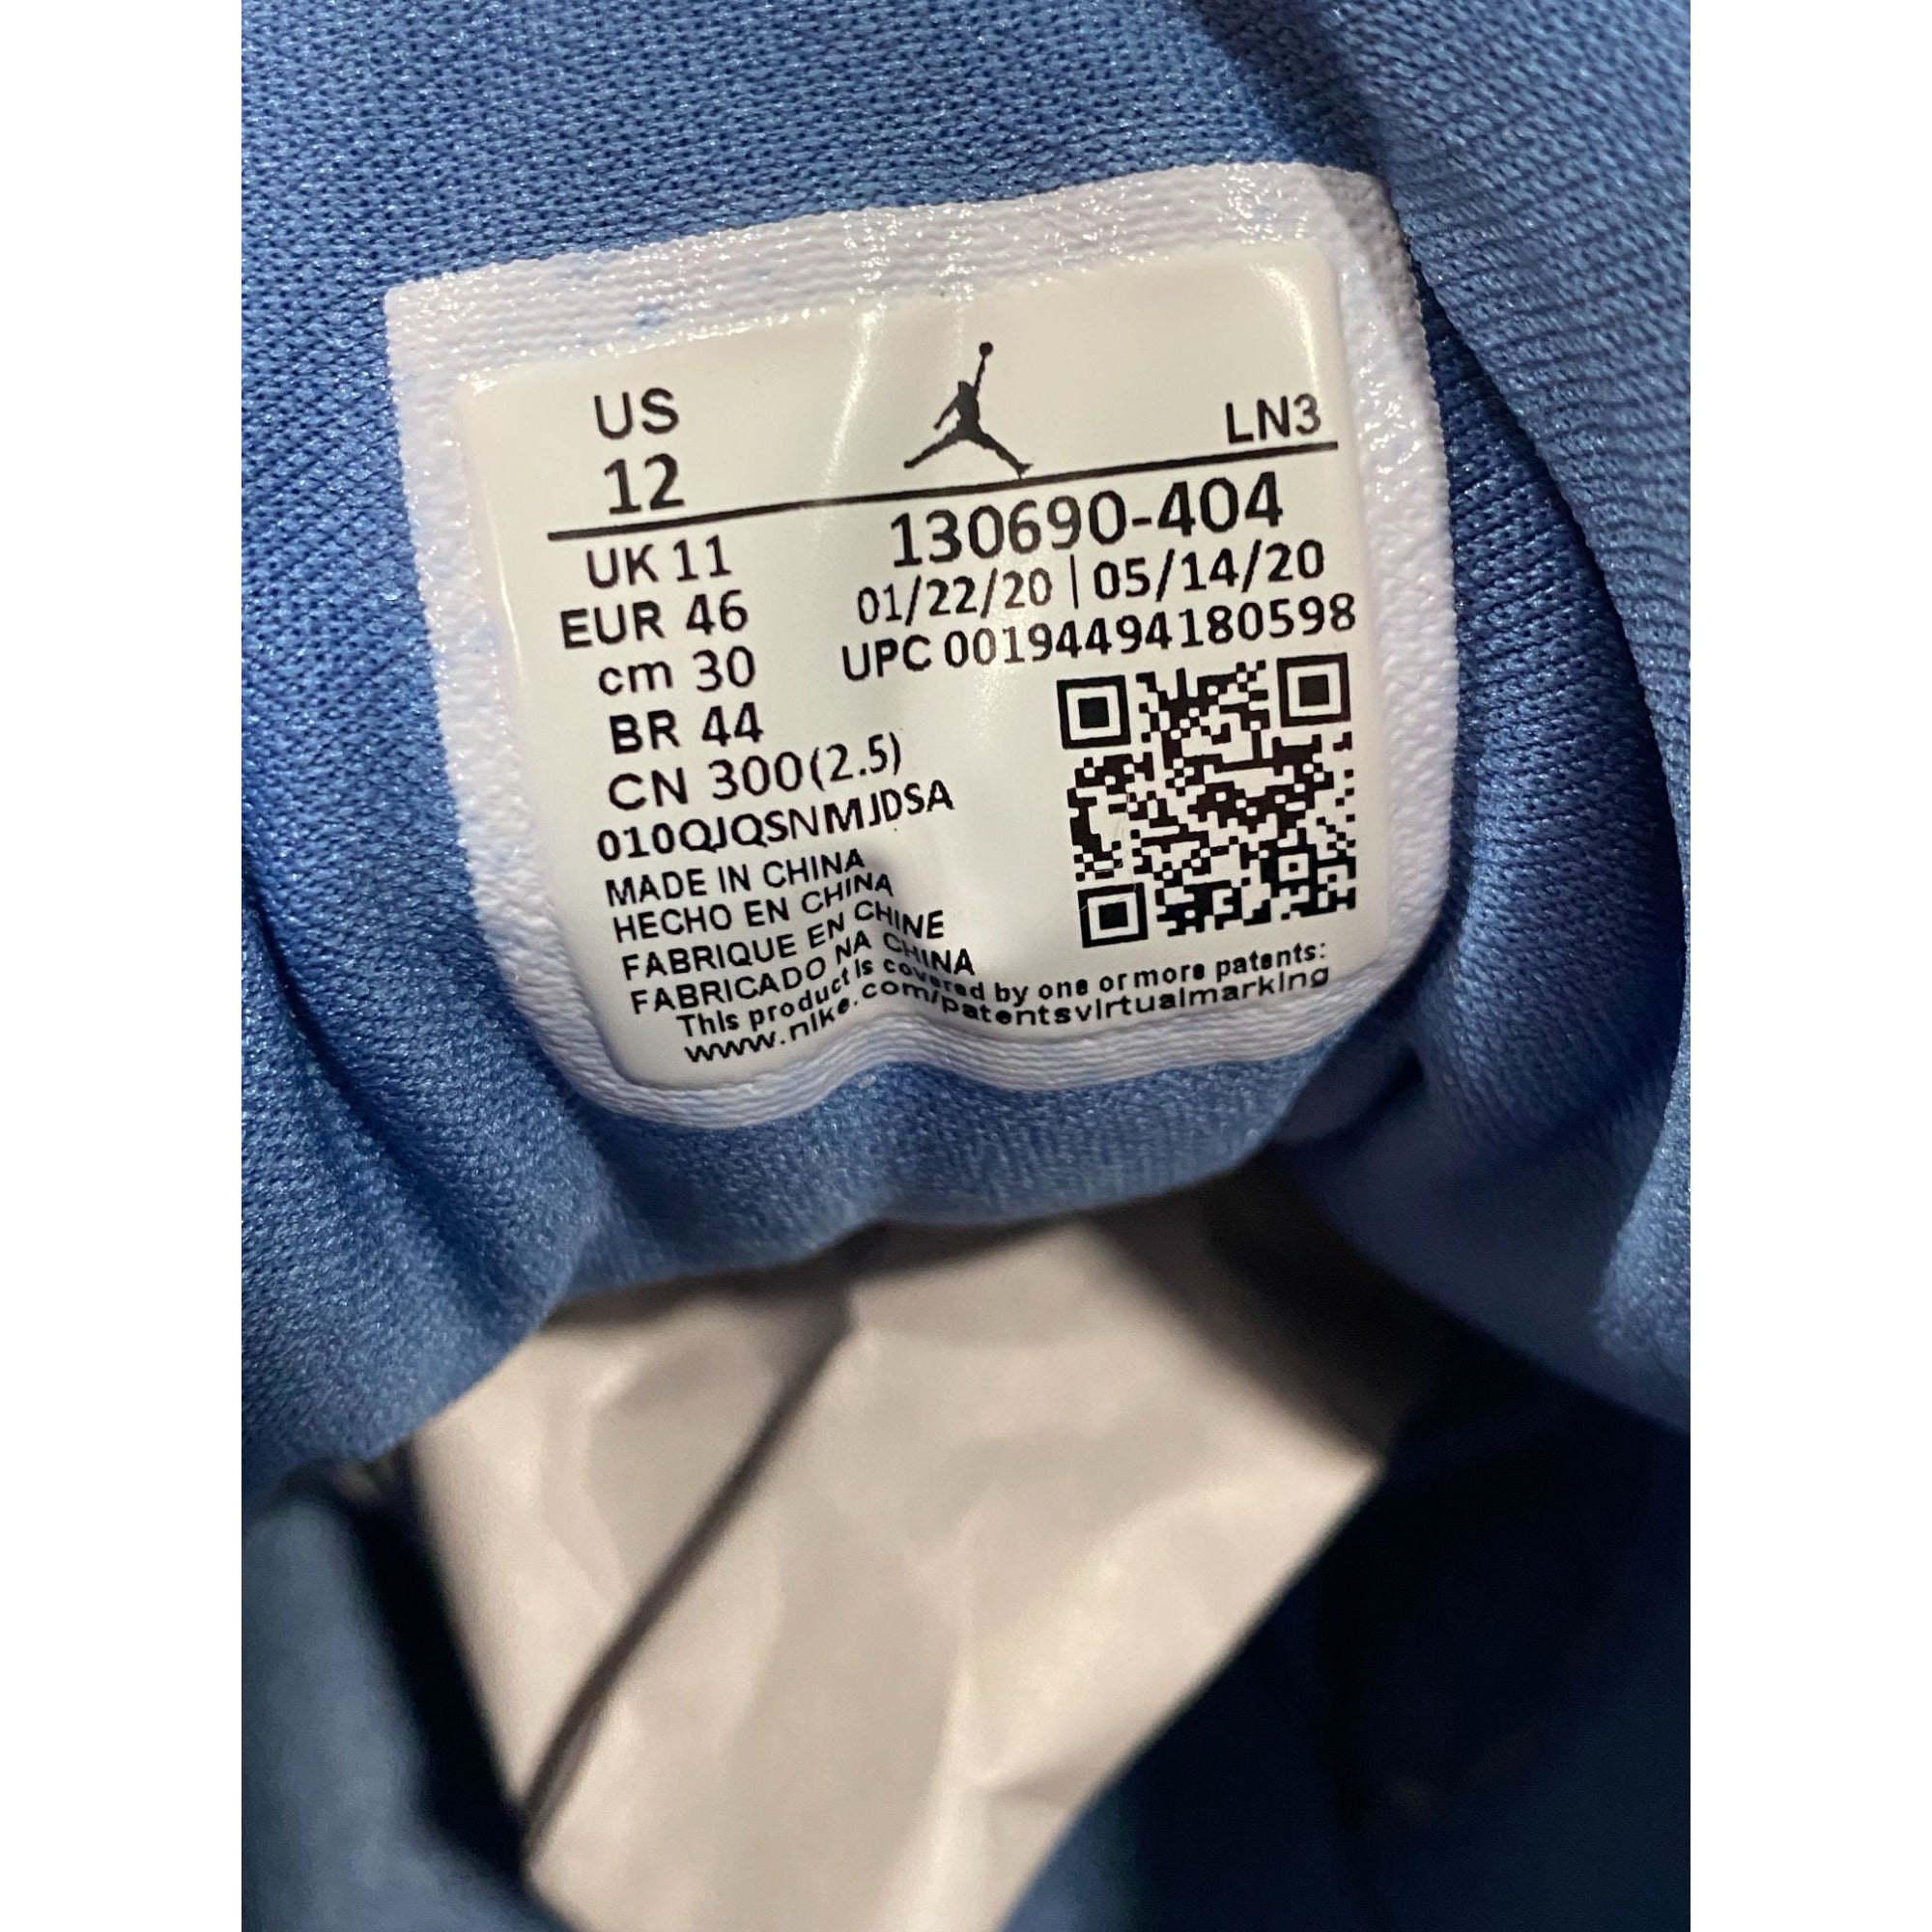 US
12
LN3
130690-404
UK 11
01/22/20 | 05/14/20
EUR 46
UPC 00194494180598
cm 30
BR 44
CN 300(2.5)
010QJQSNMJDSA
MADE IN CHINA
HECHO EN CHINA
FABRIQUE EN CHINE
FABRICADO NA CHINA
This product is covered by one or more patents:
www.nike.com/patentsvirtualmarking